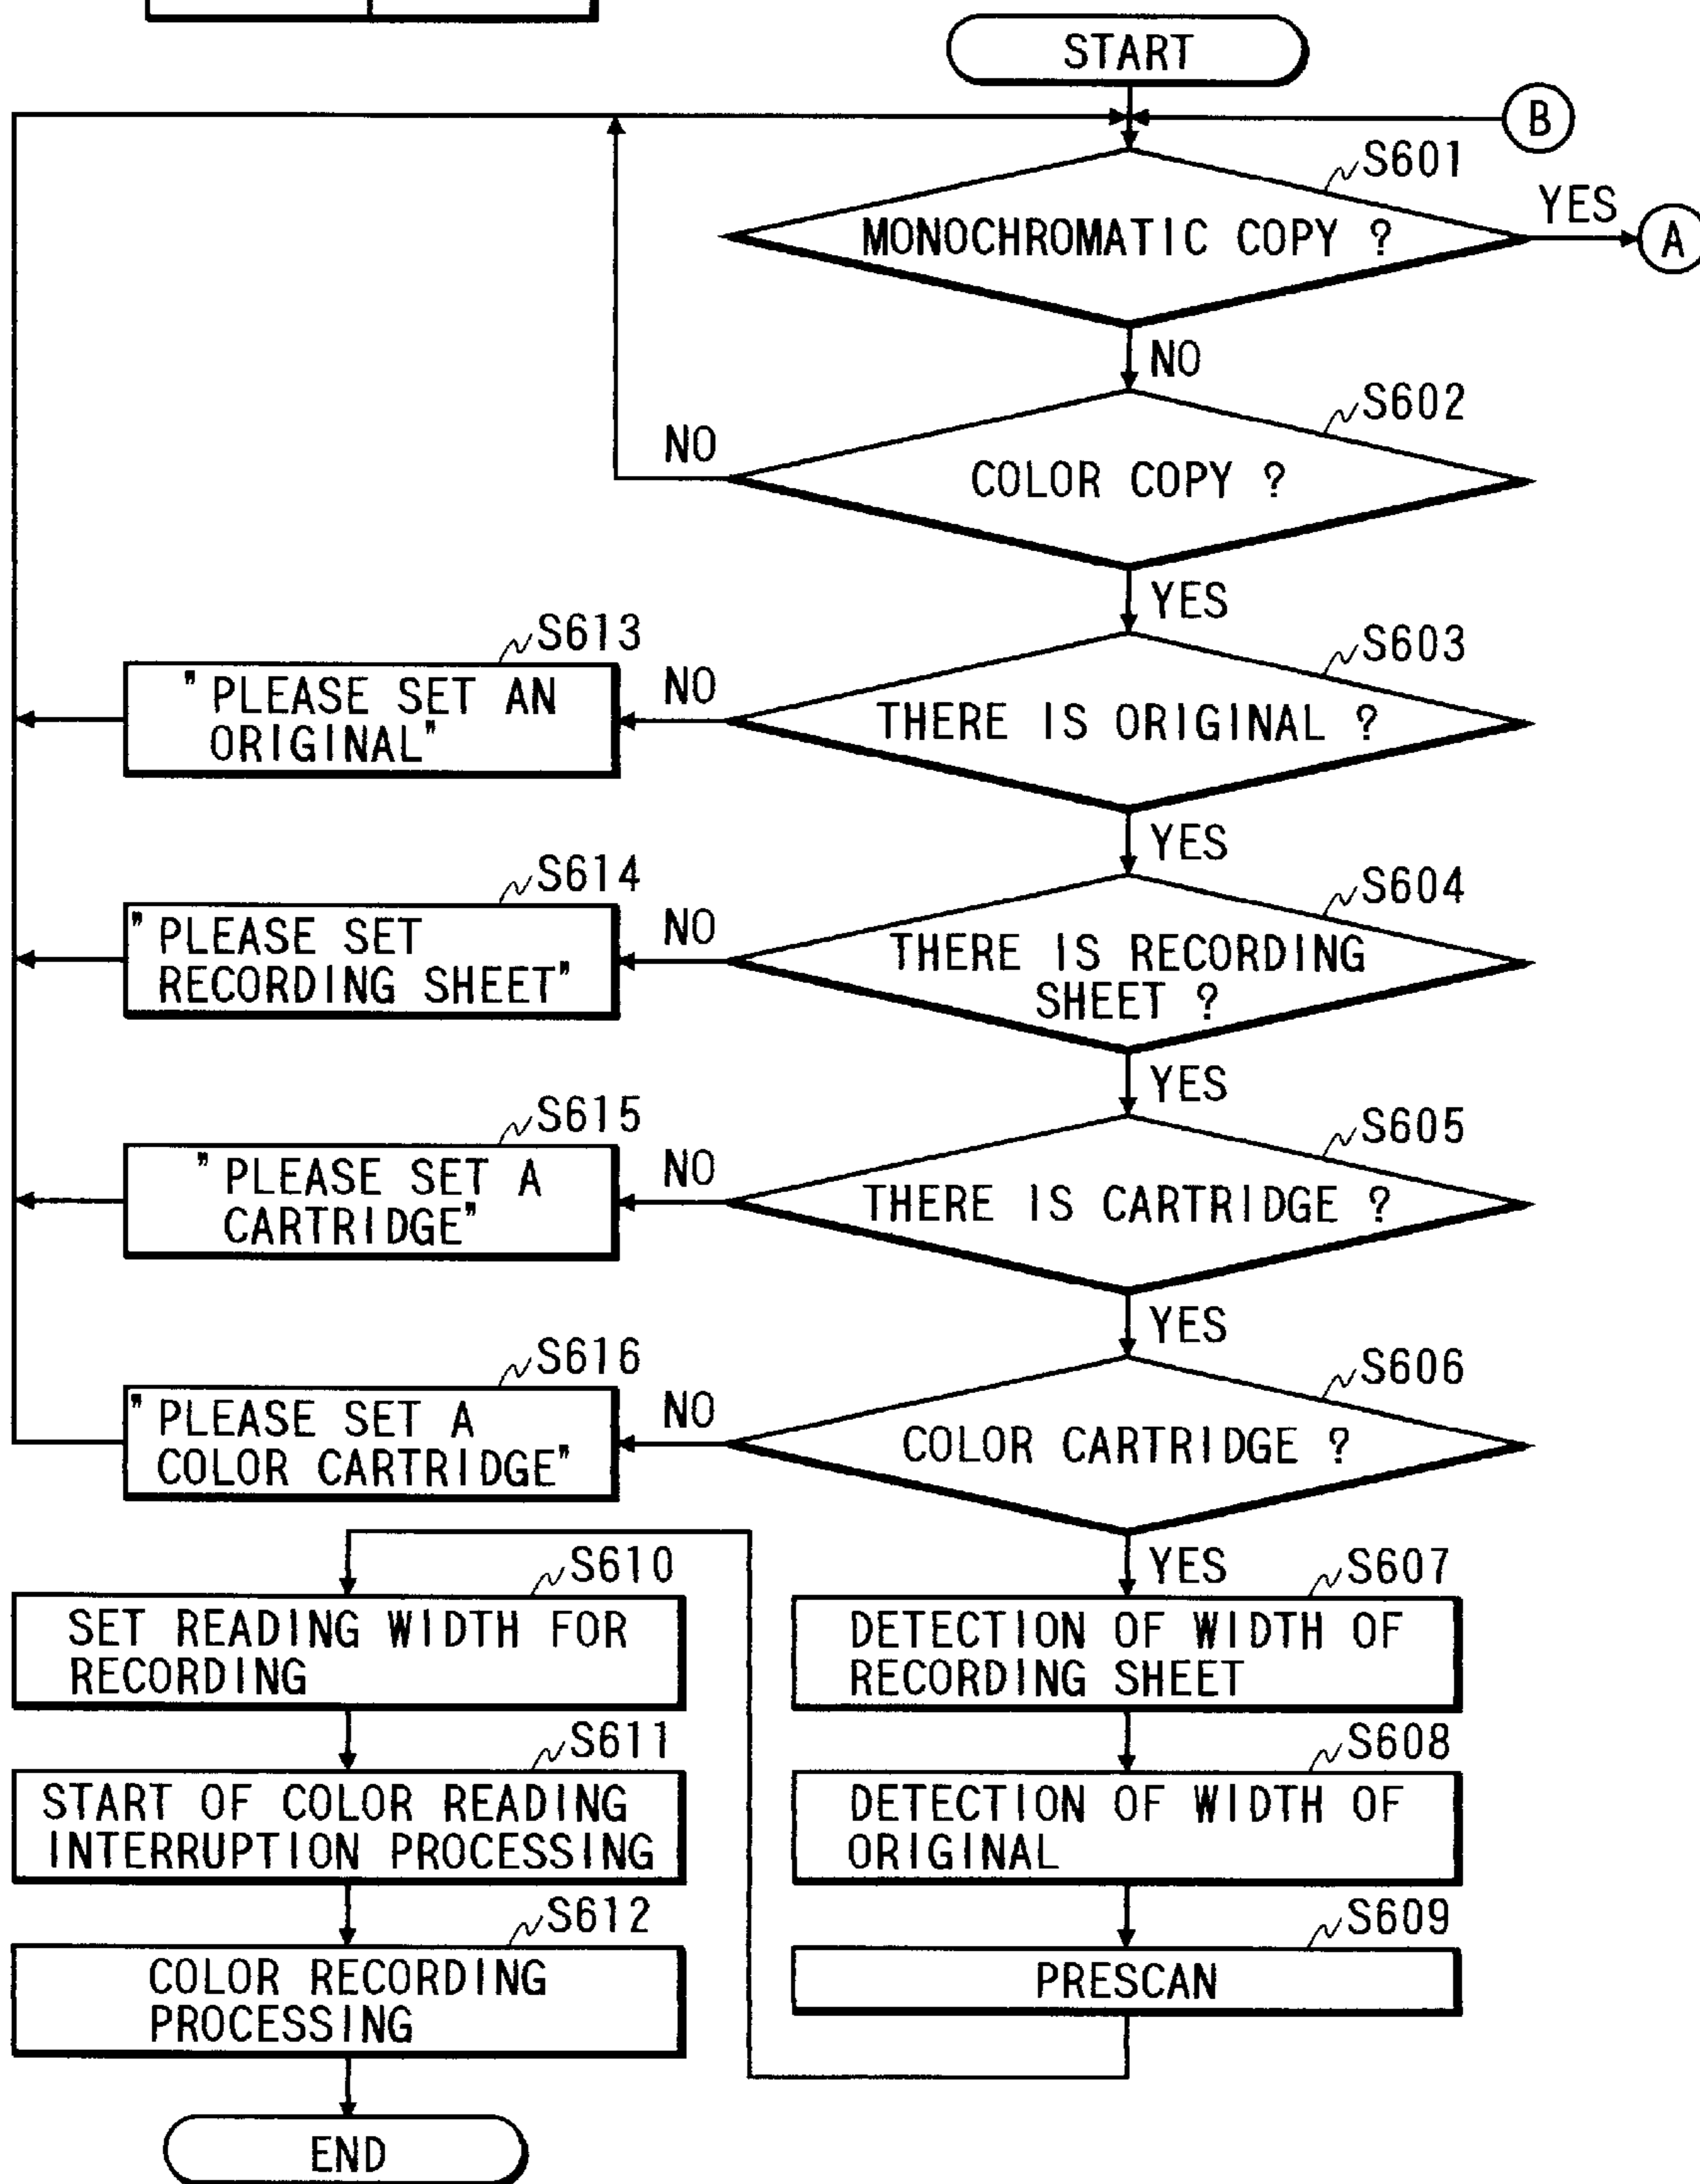 START
B
S601
YES
MONOCHROMATIC COPY ?
A
NO
S602
NO
COLOR COPY ?
YES
S613
S603
"PLEASE SET AN
ORIGINAL"
NO
THERE IS ORIGINAL ?
YES
S614
S604
"PLEASE SET
RECORDING SHEET"
NO
THERE IS RECORDING
SHEET ?
YES
S615
S605
"PLEASE SET A
CARTRIDGE"
NO
THERE IS CARTRIDGE ?
YES
S616
S606
"PLEASE SET A
COLOR CARTRIDGE"
NO
COLOR CARTRIDGE ?
YES
S607
DETECTION OF WIDTH OF
RECORDING SHEET
S608
DETECTION OF WIDTH OF
ORIGINAL
S609
PRESCAN
S610
SET READING WIDTH FOR
RECORDING
S611
START OF COLOR READING
INTERRUPTION PROCESSING
S612
COLOR RECORDING
PROCESSING
END